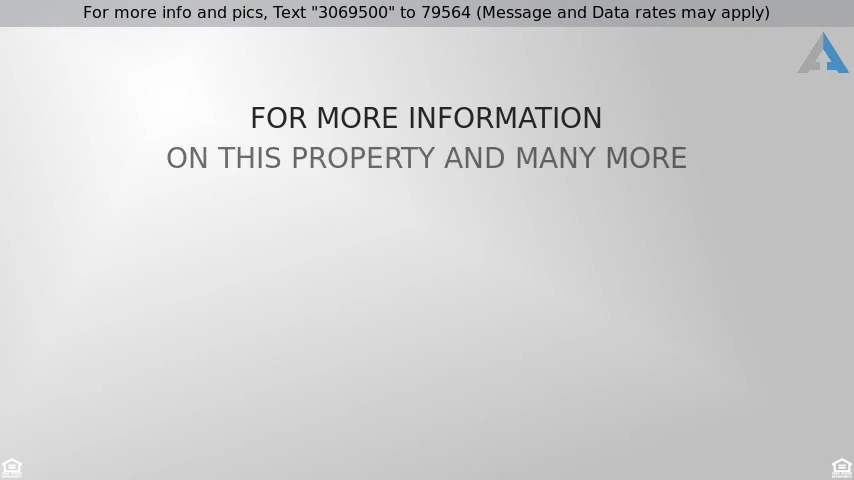 For more info and pics, Text "3069500" to 79564 (Message and Data rates may apply)
FOR MORE INFORMATION
ON THIS PROPERTY AND MANY MORE